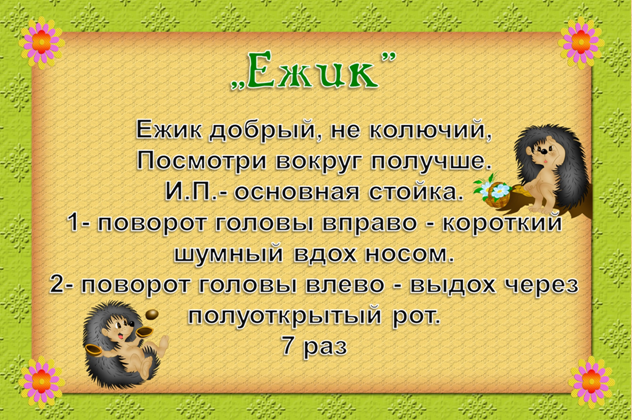 „Ежик”
Ежик добрый, не колючий,
Посмотри вокруг получше.
И.П.- основная стойка.
1- поворот головы вправо - короткий
шумный вдох носом.
2- поворот головы влево - выдох через
полуоткрытый рот.
7 раз